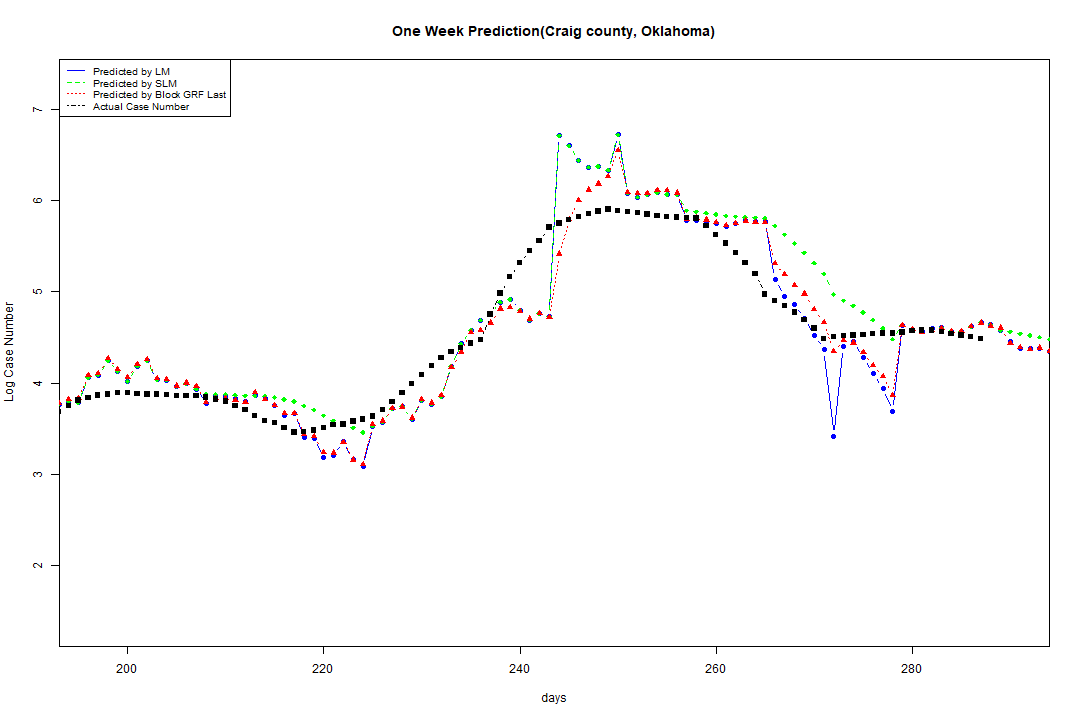 One Week Prediction(Craig county, Oklahoma)
Predicted by LM
Predicted by SLM
Predicted by Block GRF Last
Actual Case Number
7
6
5
4
3
2
Log Case Number
200
220
240
260
280
days